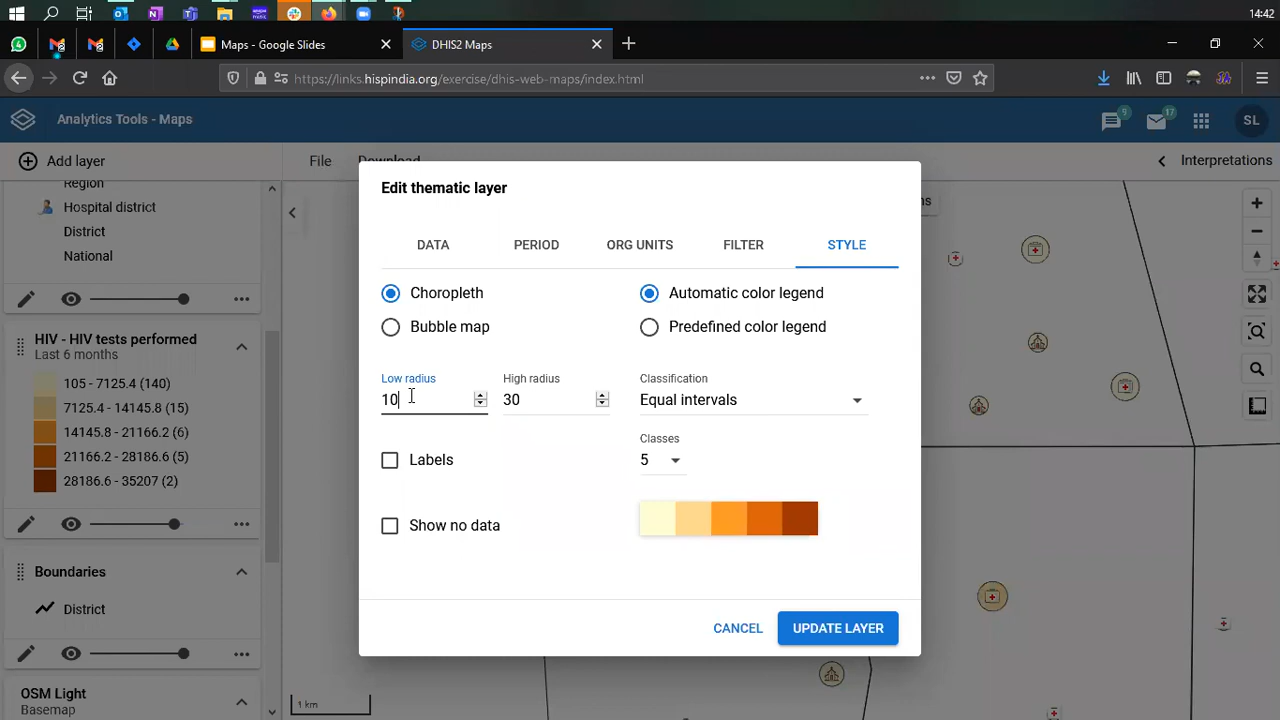 14:42
Maps - Google Slides
DHIS2 Maps
https://links.hispindia.org/exercise/dhis-web-maps/index.html
Analytics Tools - Maps
9
17
SL
Add layer
File
Download
Interpretations
Region
Hospital district
District
National
HIV - HIV tests performed
Last 6 months
105 - 7125.4 (140)
7125.4 - 14145.8 (15)
14145.8 - 21166.2 (6)
21166.2 - 28186.6 (5)
28186.6 - 35207 (2)
Boundaries
District
OSM Light
Basemap
Edit thematic layer
DATA
PERIOD
ORG UNITS
FILTER
STYLE
Choropleth
Automatic color legend
Bubble map
Predefined color legend
Low radius
High radius
Classification
10
30
Equal intervals
Classes
Labels
5
Show no data
CANCEL
UPDATE LAYER
1 km